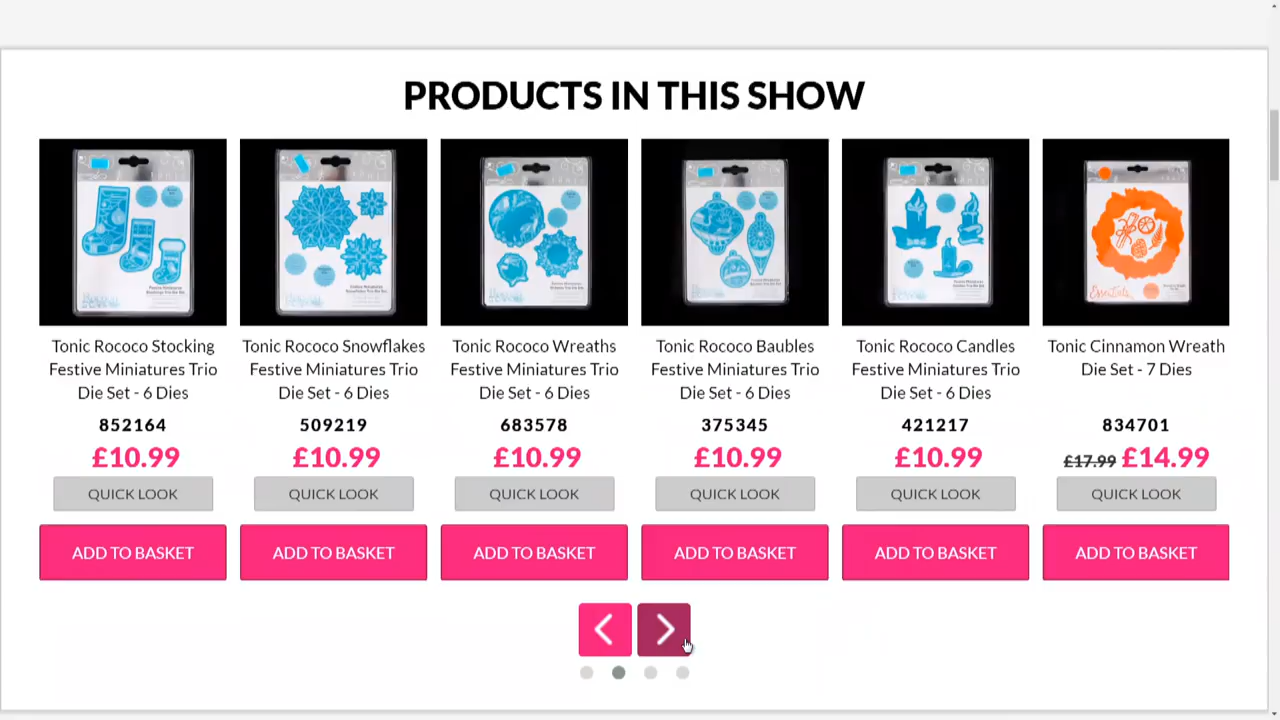 PRODUCTS IN THIS SHOW
Tonic Rococo Stocking
Festive Miniatures Trio
Die Set - 6 Dies
852164
£10.99
QUICK LOOK
ADD TO BASKET
Tonic Rococo Snowflakes
Festive Miniatures Trio
Die Set - 6 Dies
509219
£10.99
QUICK LOOK
ADD TO BASKET
Tonic Rococo Wreaths
Festive Miniatures Trio
Die Set - 6 Dies
683578
£10.99
QUICK LOOK
ADD TO BASKET
Tonic Rococo Baubles
Festive Miniatures Trio
Die Set - 6 Dies
375345
£10.99
QUICK LOOK
ADD TO BASKET
Tonic Rococo Candles
Festive Miniatures Trio
Die Set - 6 Dies
421217
£10.99
QUICK LOOK
ADD TO BASKET
Essentials
Tonic Cinnamon Wreath
Die Set - 7 Dies
834701
£17.99 £14.99
QUICK LOOK
ADD TO BASKET